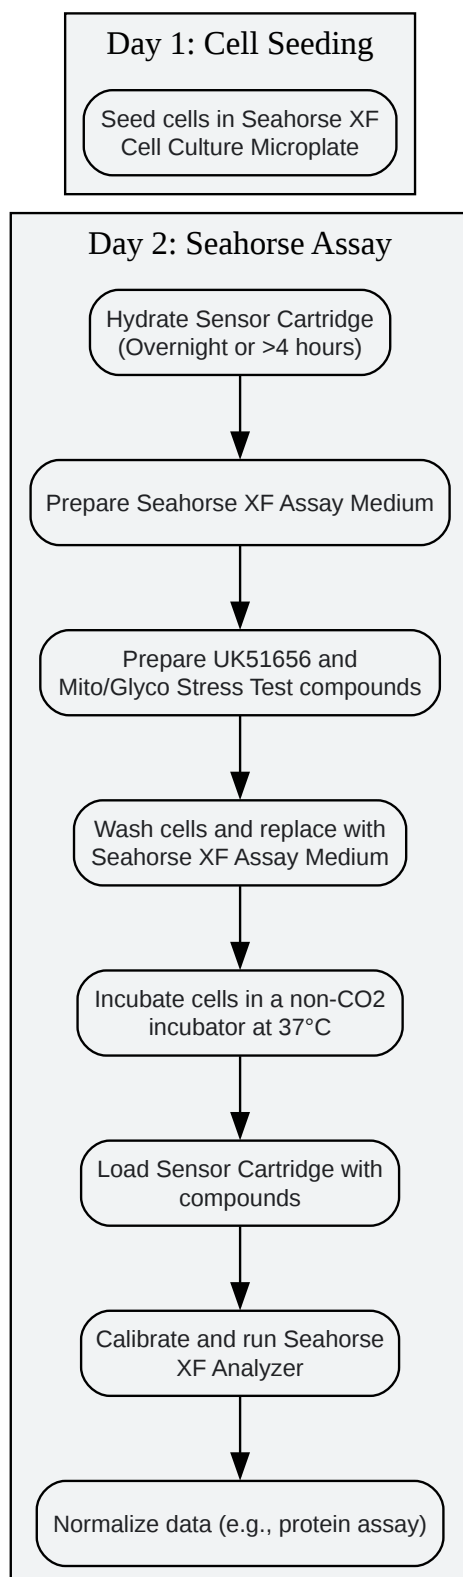 Day 1: Cell Seeding
Seed cells in Seahorse XF
Cell Culture Microplate
Day 2: Seahorse Assay
Hydrate Sensor Cartridge
(Overnight or >4 hours)
Prepare Seahorse XF Assay Medium
Prepare UK51656 and
Mito/Glyco Stress Test compounds
Wash cells and replace with
Seahorse XF Assay Medium
Incubate cells in a non-CO2
incubator at 37°C
Load Sensor Cartridge with
compounds
Calibrate and run Seahorse
XF Analyzer
Normalize data (e.g., protein assay)